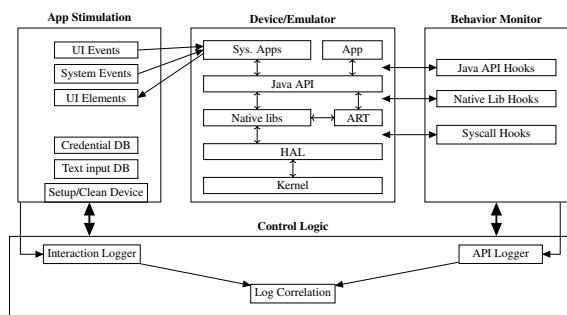 App Stimulation
Device/Emulator
Behavior Monitor
UI Events
System Events
UI Elements
Credential DB
Text input DB
Setup/Clean Device
Sys. Apps
App
Java API
Native libs
ART
HAL
Kernel
Java API Hooks
Native Lib Hooks
Syscall Hooks
Control Logic
Interaction Logger
API Logger
Log Correlation